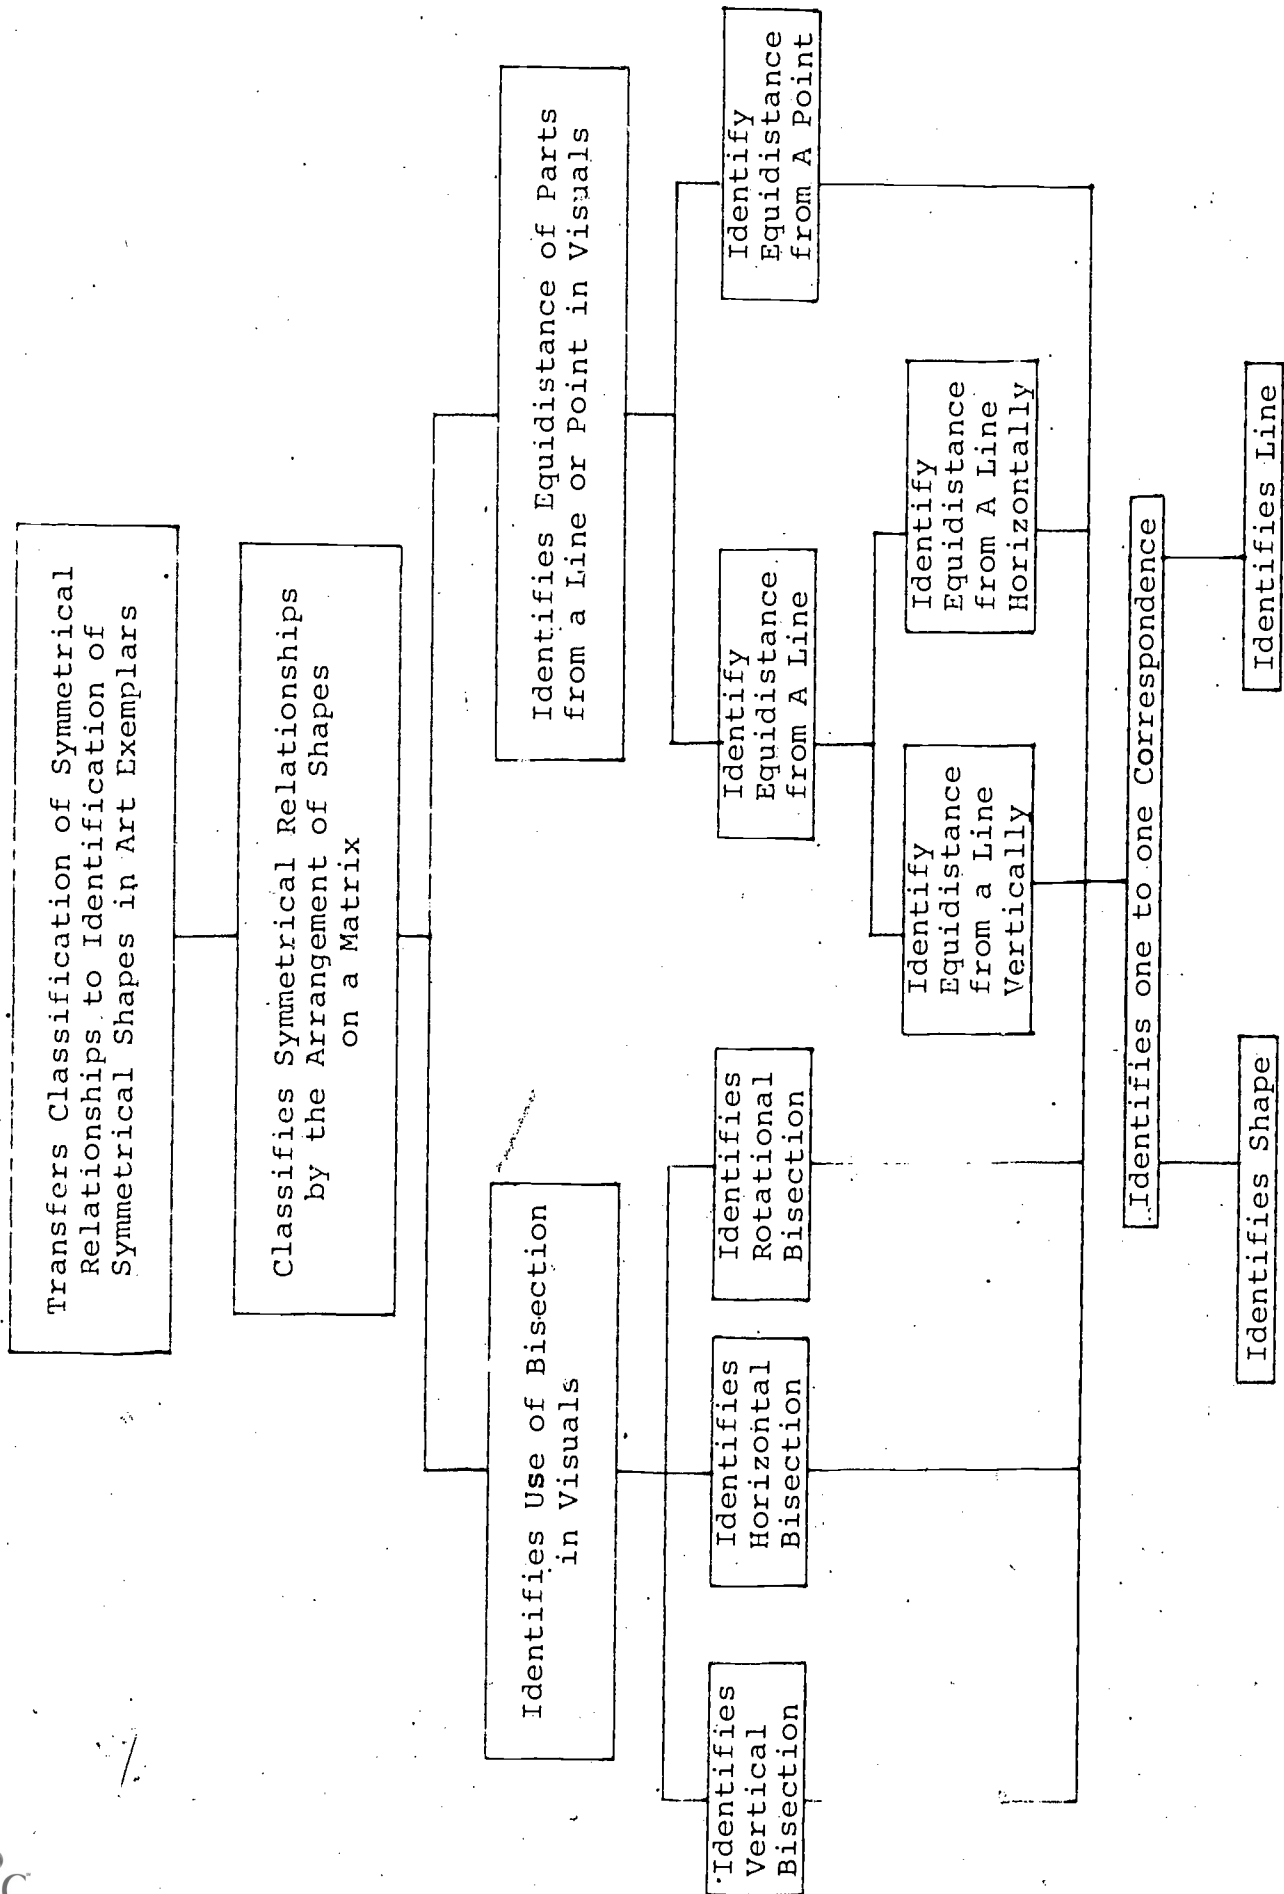 Transfers Classification of Symmetrical
Relationships to Identification of
Symmetrical Shapes in Art Exemplars
Classifies Symmetrical Relationships
by the Arrangement of Shapes
on a Matrix
Identifies Use of Bisection
in Visuals
Identifies Equidistance of Parts
from a Line or Point in Visuals
Identifies
Vertical
Bisection
Identifies
Horizontal
Bisection
Identifies
Rotational
Bisection
Identify
Equidistance
from A Line
Identify
Equidistance
from A Point
Identify
Equidistance
from a Line
Vertically
Identify
Equidistance
from A Line
Horizontally
Identifies one to one Correspondence
Identifies Shape
Identifies Line